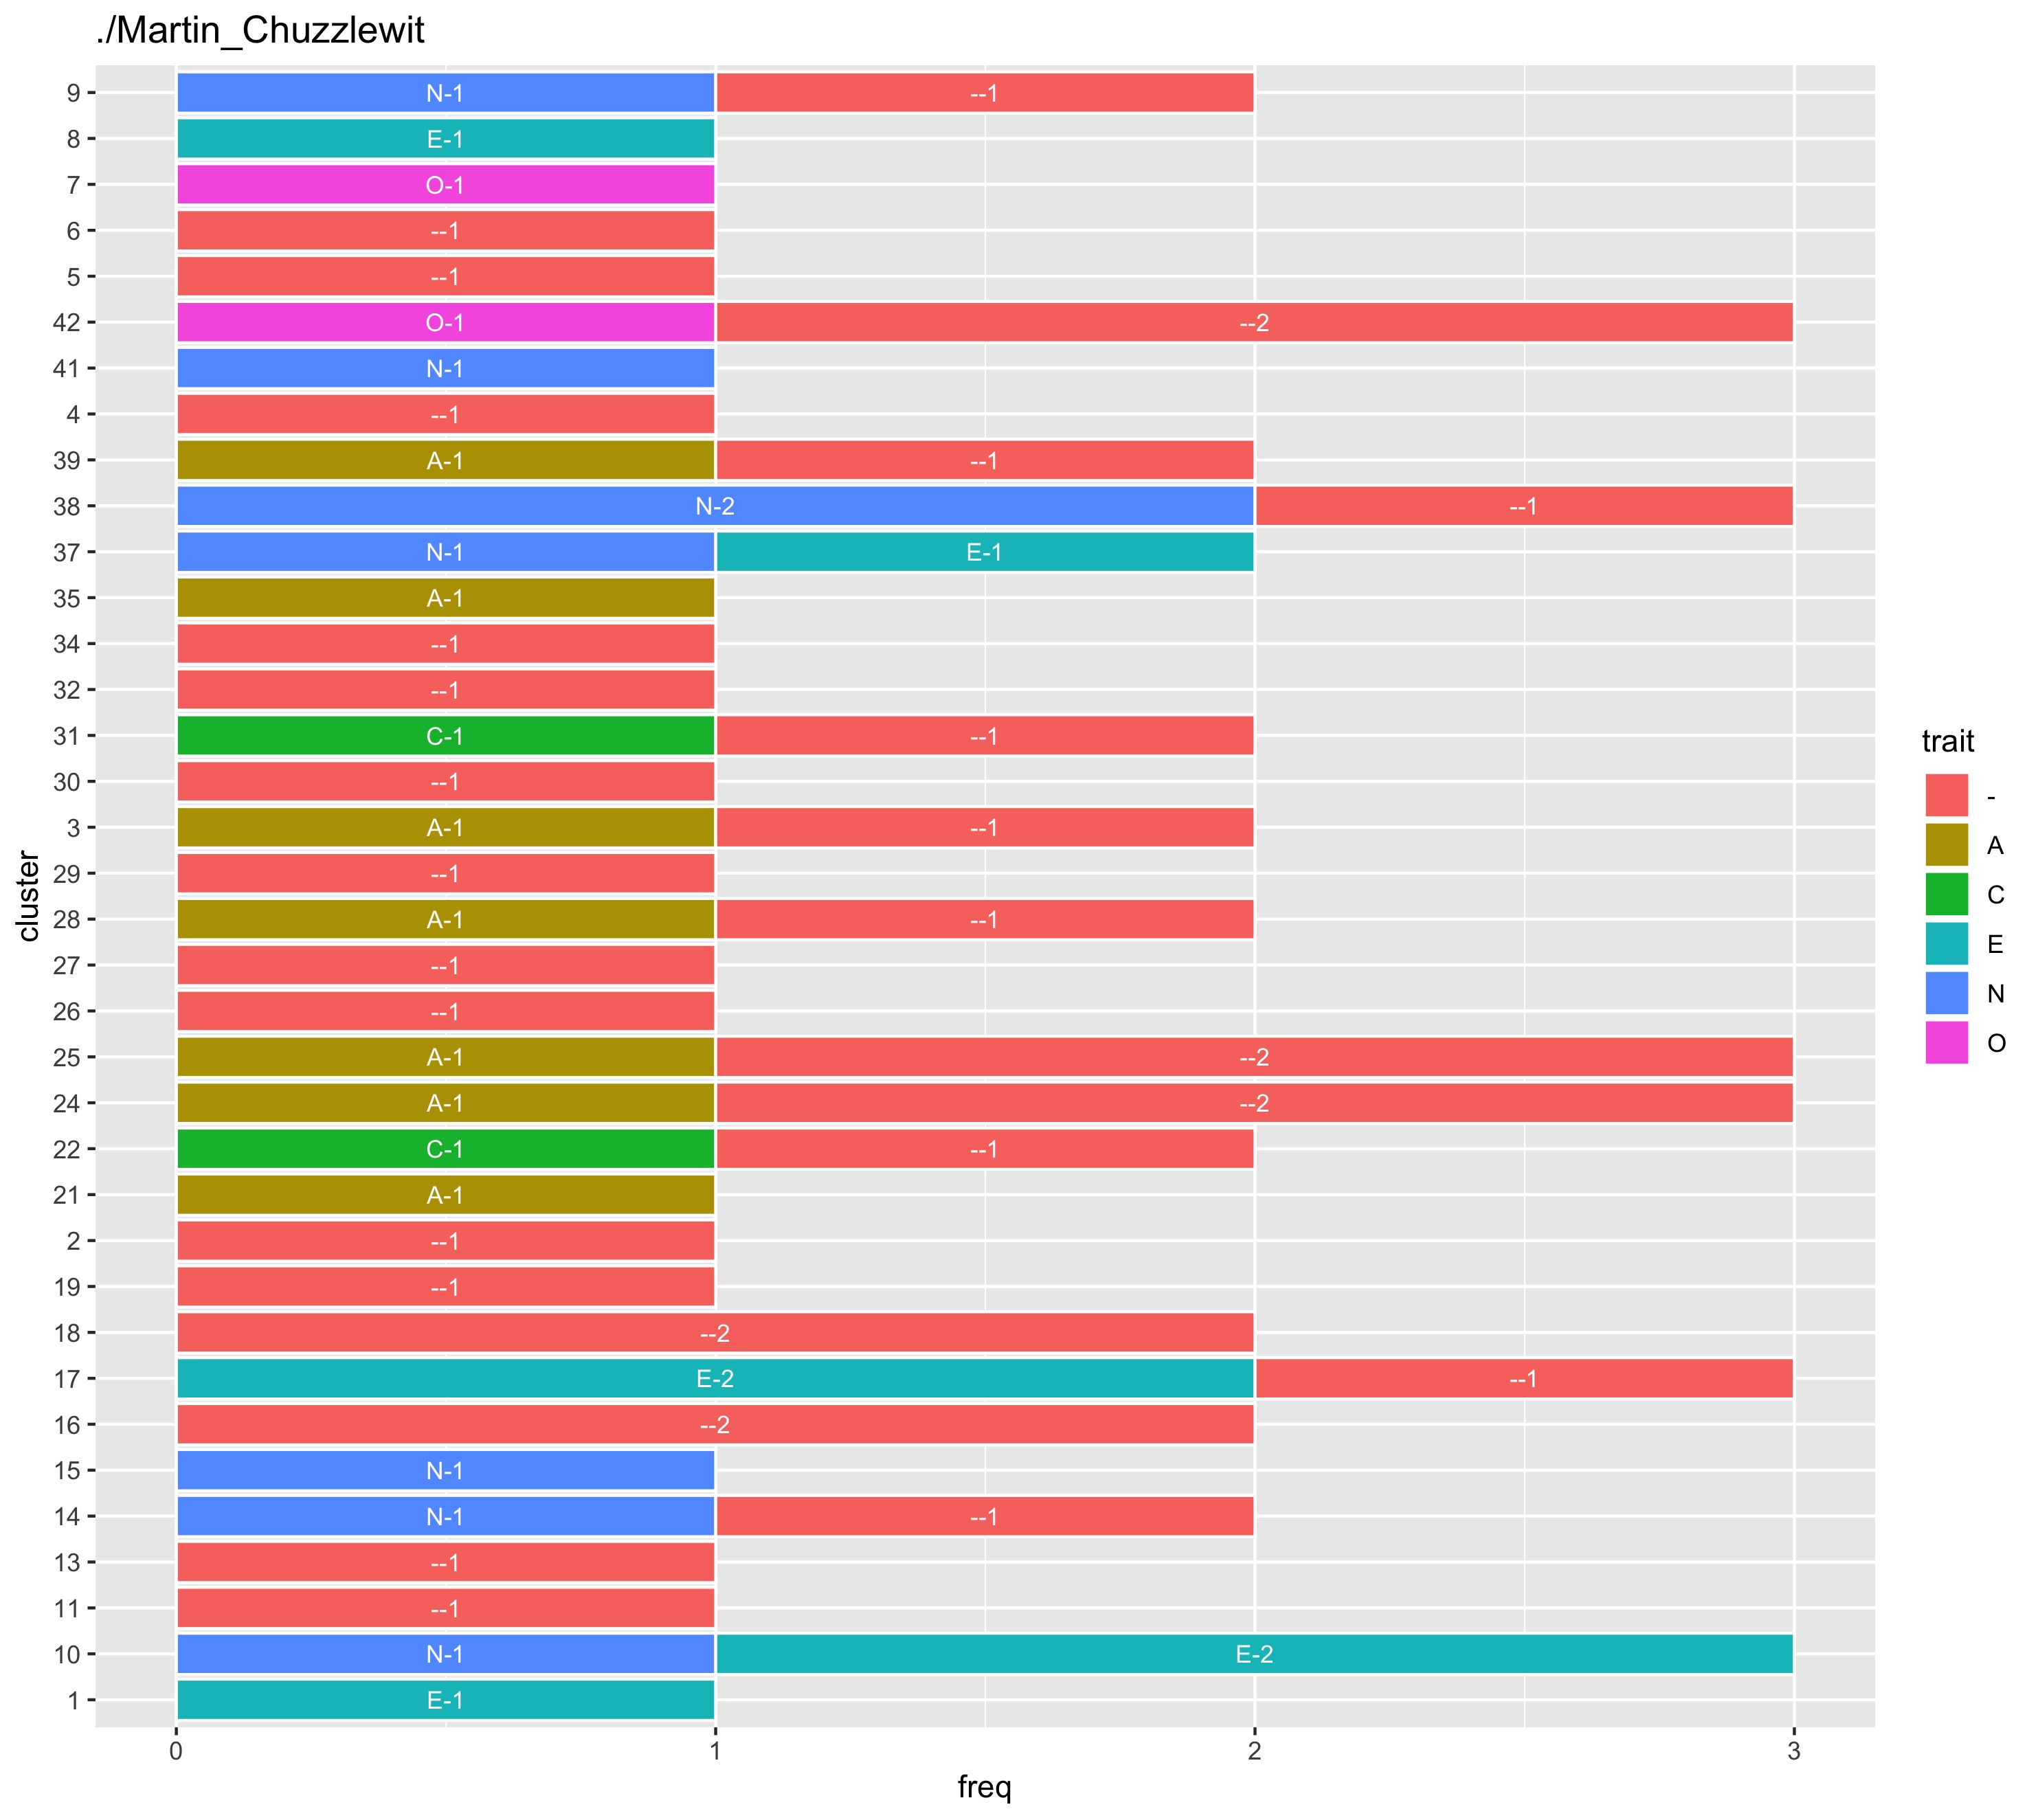 ./Martin_Chuzzlewit
9 N-1 --1
8 E-1
7 O-1
6 --1
5 --1
42 O-1 --2
41 N-1
4 --1
39 A-1 --1
38 N-2 --1
37 N-1 E-1
35 A-1
34 --1
32 --1
31 C-1 --1
30 --1
3 A-1 --1
29 --1
28 A-1 --1
27 --1
26 --1
25 A-1 --2
24 A-1 --2
22 C-1 --1
21 A-1
2 --1
19 --1
18 --2
17 E-2 --1
16 --2
15 N-1
14 N-1 --1
13 --1
11 --1
10 N-1 E-2
1 E-1
0 1 2 3
freq
cluster
trait
-
A
C
E
N
O